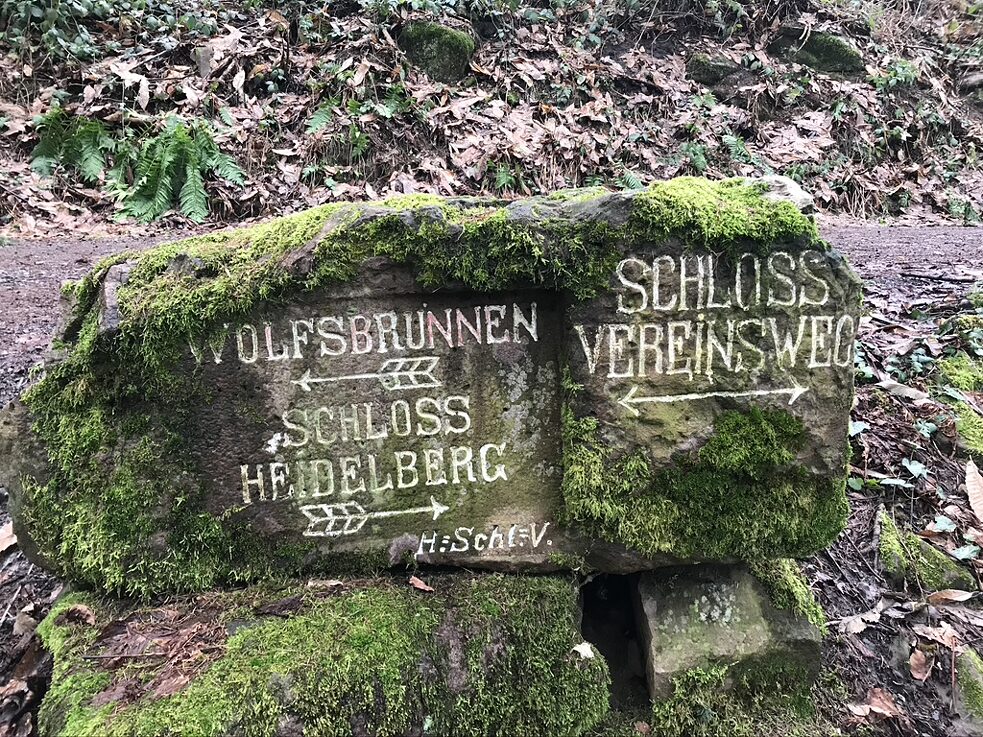 WOLFSBRUNNEN
SCHLOSS
HEIDELBERG
H:Schl:V.
SCHLOSS
VEREINSWEG